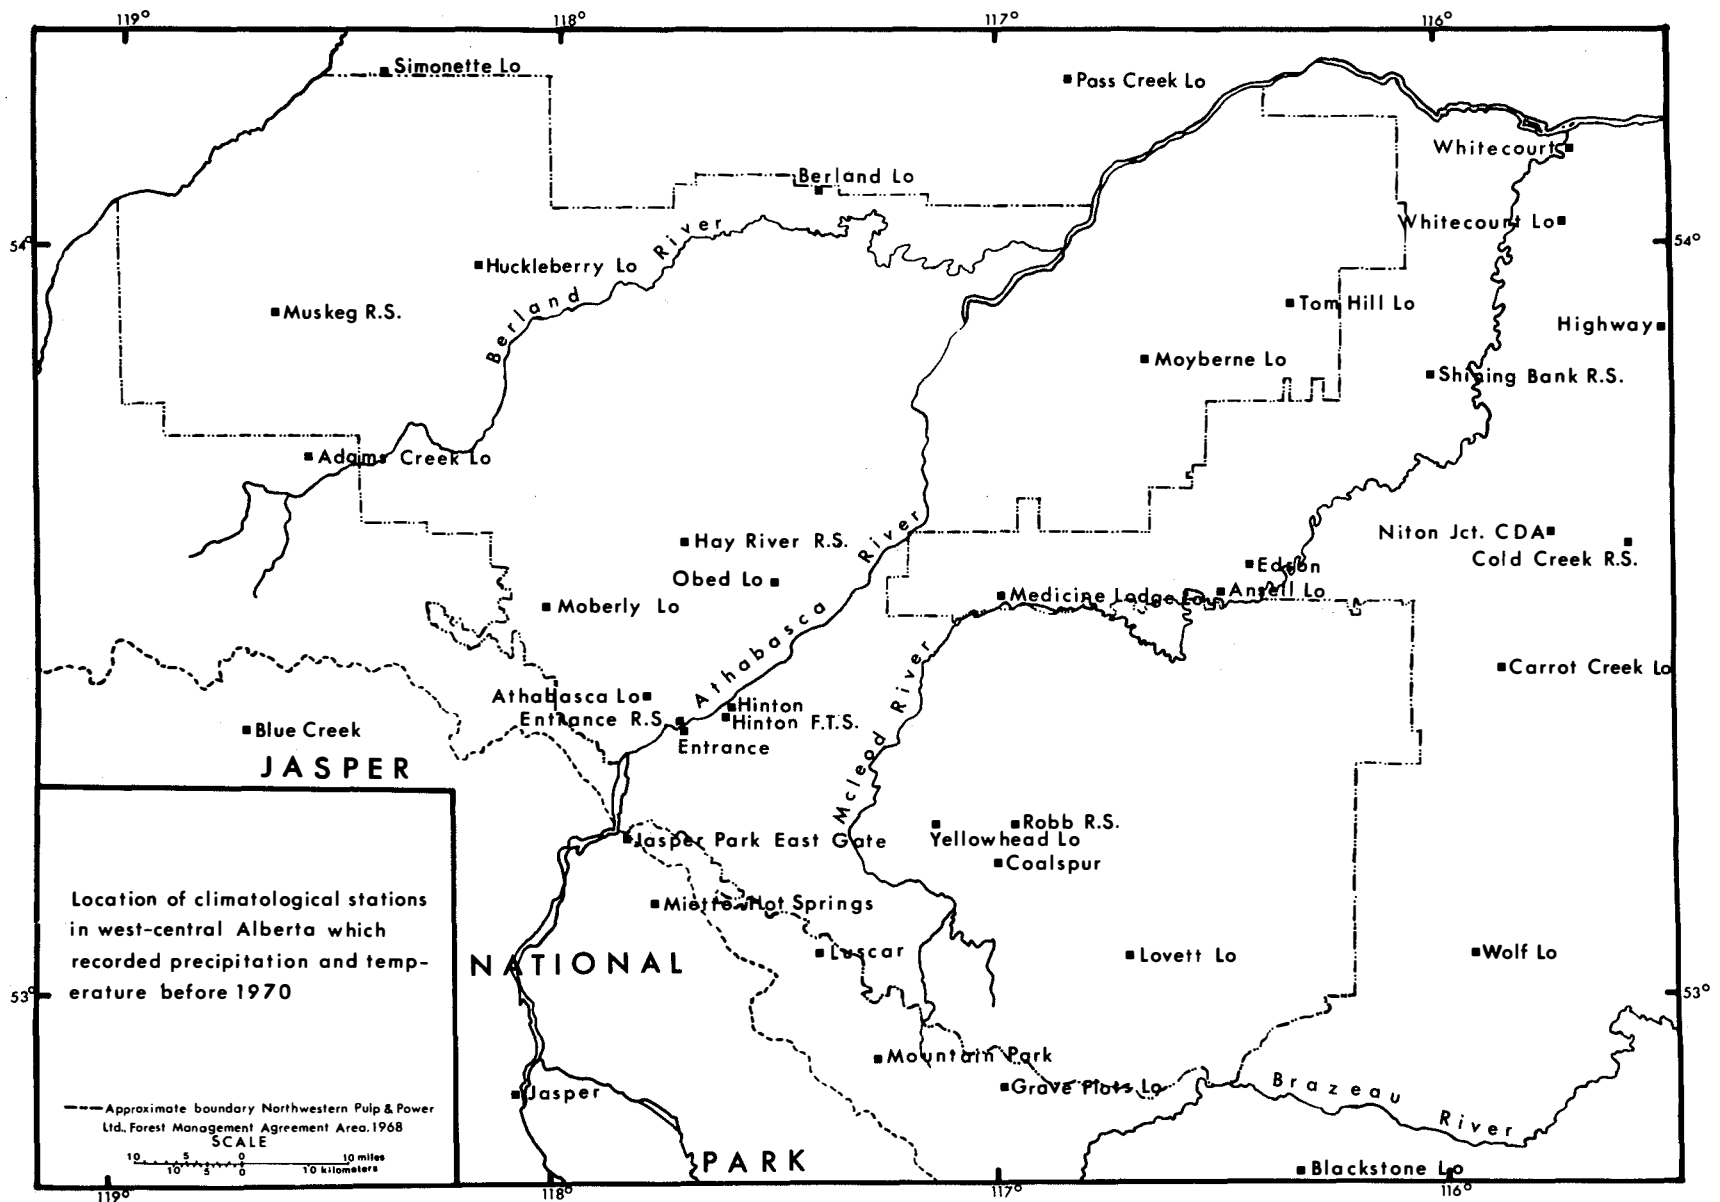 119°
118°
117°
116°
Simonette Lo
Pass Creek Lo
Whitecourt
Berland Lo
Whitecourt Lo
54°
54°
Berland River
Huckleberry Lo
Muskeg R.S.
Tom Hill Lo
Highway
Moyberne Lo
Shining Bank R.S.
Adams Creek Lo
Hay River R.S.
Niton Jct. CDA
Cold Creek R.S.
Obed Lo
Edson
Medicine Lodge Lo
Ansell Lo
Moberly Lo
Athabasca River
Carrot Creek Lo
Athabasca Lo
Hinton
Entrance R.S.
Hinton F.T.S.
Entrance
Blue Creek
JASPER
Mcleod River
Robb R.S.
Yellowhead Lo
Coalspur
Jasper Park East Gate
Miette Hot Springs
Luscar
Lovett Lo
Wolf Lo
NATIONAL
53°
53°
Mountain Park
Grave Flats Lo
Jasper
Brazeau River
PARK
Blackstone Lo
Location of climatological stations
in west-central Alberta which
recorded precipitation and temp-
erature before 1970
Approximate boundary Northwestern Pulp & Power
Ltd., Forest Management Agreement Area, 1968
SCALE
10 5 0 10 miles
10 5 0 10 kilometers
119°
118°
117°
116°